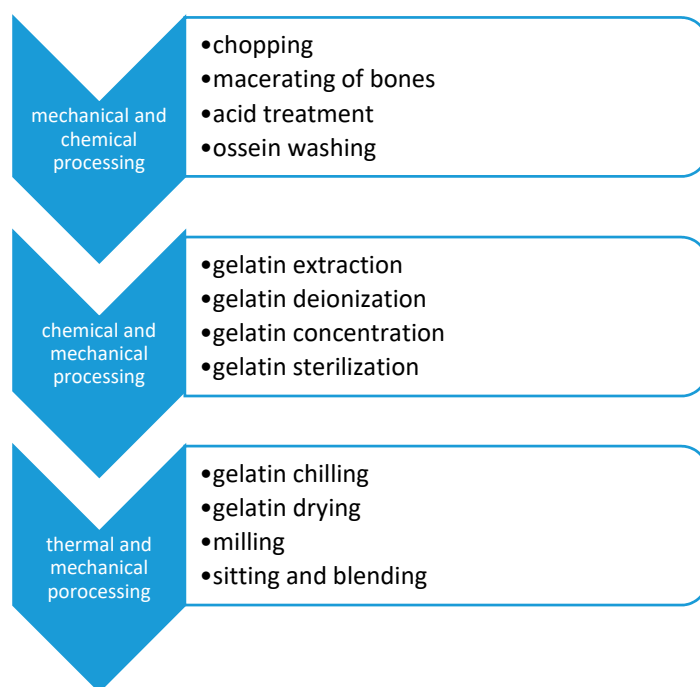 mechanical and
chemical
processing
•chopping
•macerating of bones
•acid treatment
•ossein washing
chemical and
mechanical
processing
•gelatin extraction
•gelatin deionization
•gelatin concentration
•gelatin sterilization
thermal and
mechanical
porocessing
•gelatin chilling
•gelatin drying
•milling
•sitting and blending